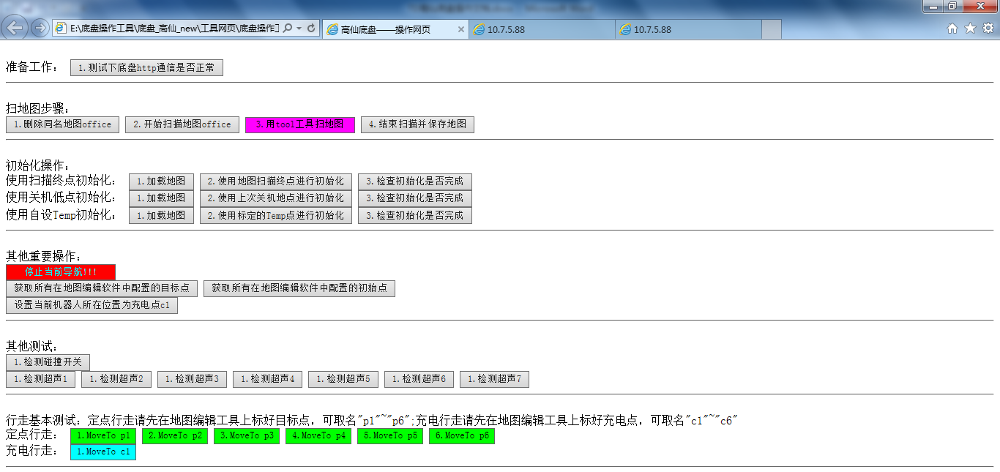 E:\底盘操作工具\底盘_高仙_new\工具网页\底盘操作工
高仙底盘——操作网页
10.7.5.88
10.7.5.88
准备工作： 1.测试下底盘http通信是否正常
扫地图步骤：
1.删除同名地图office 2.开始扫描地图office 3.用tool工具扫地图 4.结束扫描并保存地图
初始化操作：
使用扫描终点初始化： 1.加载地图 2.使用地图扫描终点进行初始化 3.检查初始化是否完成
使用关机低点初始化： 1.加载地图 2.使用上次关机地点进行初始化 3.检查初始化是否完成
使用自设Temp初始化： 1.加载地图 2.使用标定的Temp点进行初始化 3.检查初始化是否完成
其他重要操作：
停止当前导航!!!
获取所有在地图编辑软件中配置的目标点 获取所有在地图编辑软件中配置的初始点
设置当前机器人所在位置为充电点c1
其他测试：
1.检测碰撞开关
1.检测超声1 1.检测超声2 1.检测超声3 1.检测超声4 1.检测超声5 1.检测超声6 1.检测超声7
行走基本测试：定点行走请先在地图编辑工具上标好目标点，可取名"p1"~"p6";充电行走请先在地图编辑工具上标好充电点，可取名"c1"~"c6"
定点行走： 1.MoveTo p1 2.MoveTo p2 3.MoveTo p3 4.MoveTo p4 5.MoveTo p5 6.MoveTo p6
充电行走： 1.MoveTo c1